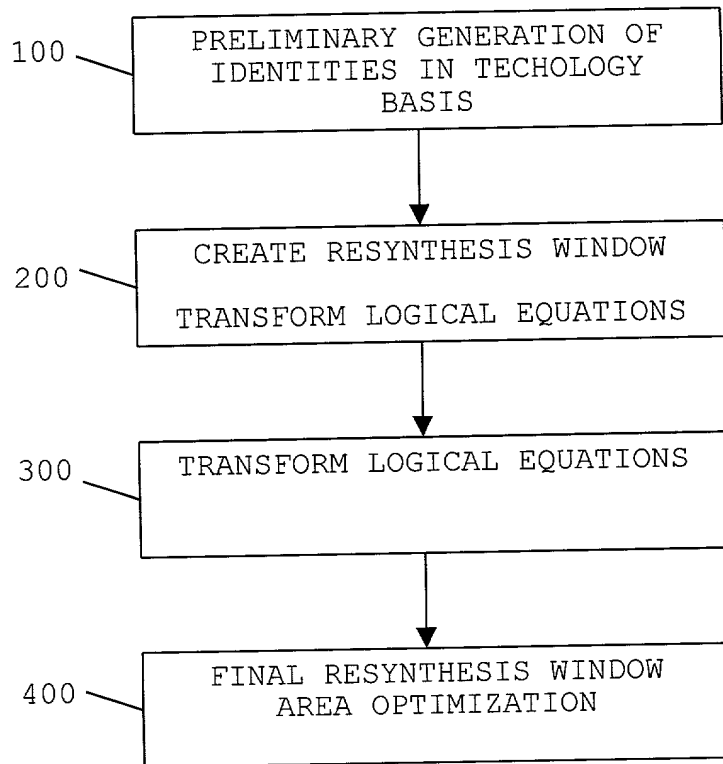 100
PRELIMINARY GENERATION OF
IDENTITIES IN TECHOLOGY
BASIS
200
CREATE RESYNTHESIS WINDOW
TRANSFORM LOGICAL EQUATIONS
300
TRANSFORM LOGICAL EQUATIONS
400
FINAL RESYNTHESIS WINDOW
AREA OPTIMIZATION